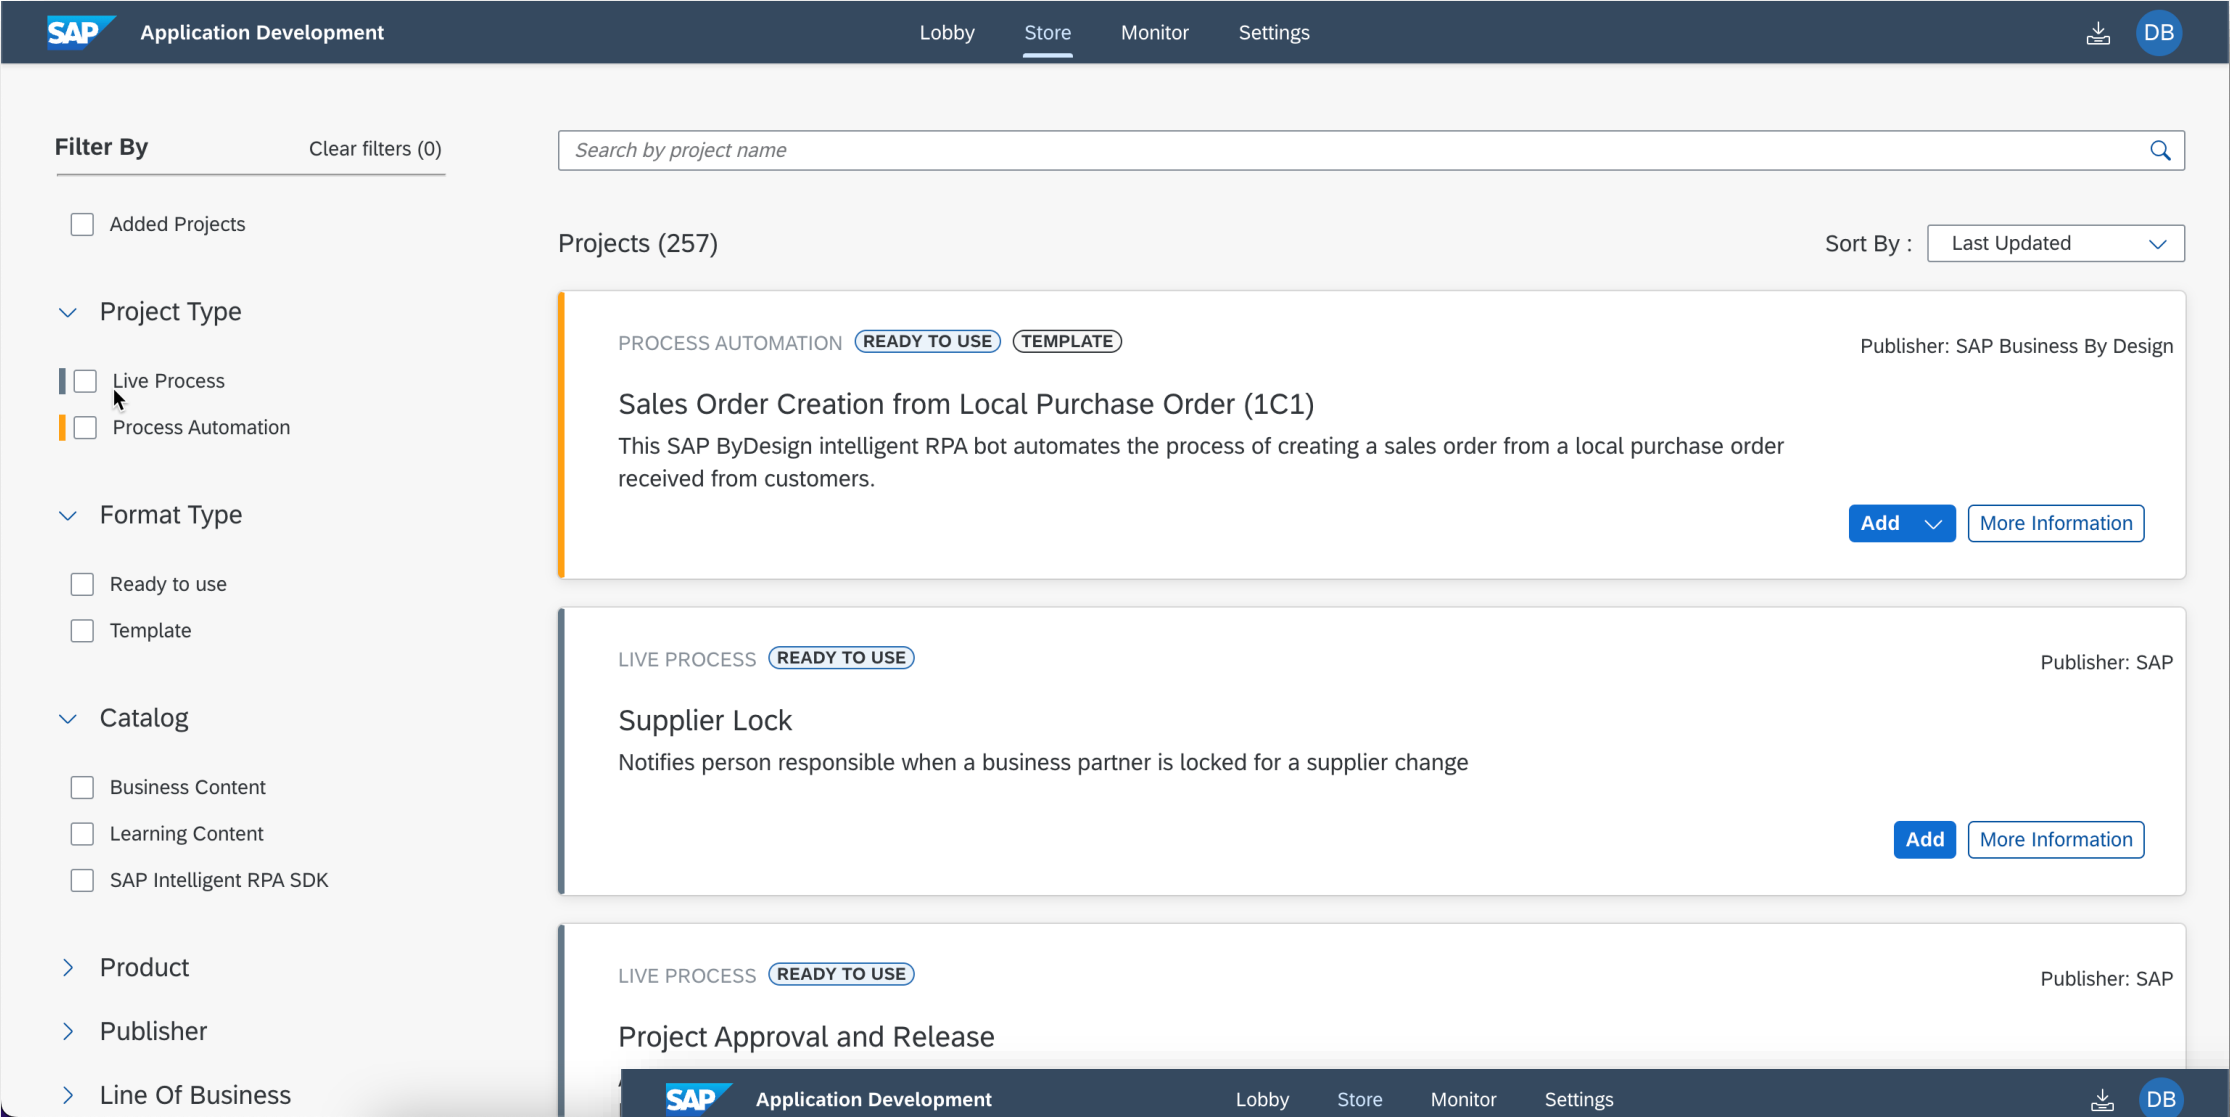 SAP Application Development Lobby Store Monitor Settings DB
Filter By Clear filters (0)
Search by project name
Added Projects
Projects (257)
Sort By : Last Updated
Project Type
Live Process
Process Automation
Format Type
Ready to use
Template
Catalog
Business Content
Learning Content
SAP Intelligent RPA SDK
Product
Publisher
Line Of Business
PROCESS AUTOMATION READY TO USE TEMPLATE
Publisher: SAP Business By Design
Sales Order Creation from Local Purchase Order (1C1)
This SAP ByDesign intelligent RPA bot automates the process of creating a sales order from a local purchase order
received from customers.
Add More Information
LIVE PROCESS READY TO USE
Publisher: SAP
Supplier Lock
Notifies person responsible when a business partner is locked for a supplier change
Add More Information
LIVE PROCESS READY TO USE
Publisher: SAP
Project Approval and Release
SAP Application Development Lobby Store Monitor Settings DB